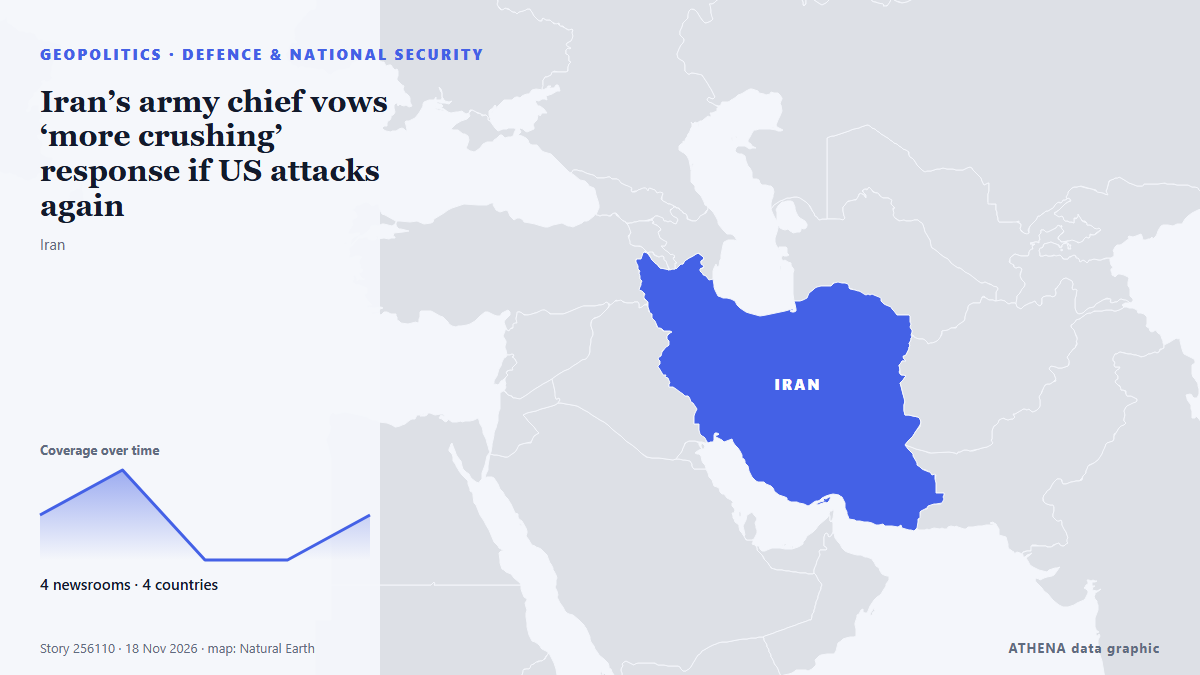 GEOPOLITICS · DEFENCE & NATIONAL SECURITY
Iran’s army chief vows
‘more crushing’
response if US attacks
again
Iran
IRAN
Coverage over time
4 newsrooms · 4 countries
Story 256110 · 18 Nov 2026 · map: Natural Earth
ATHENA data graphic